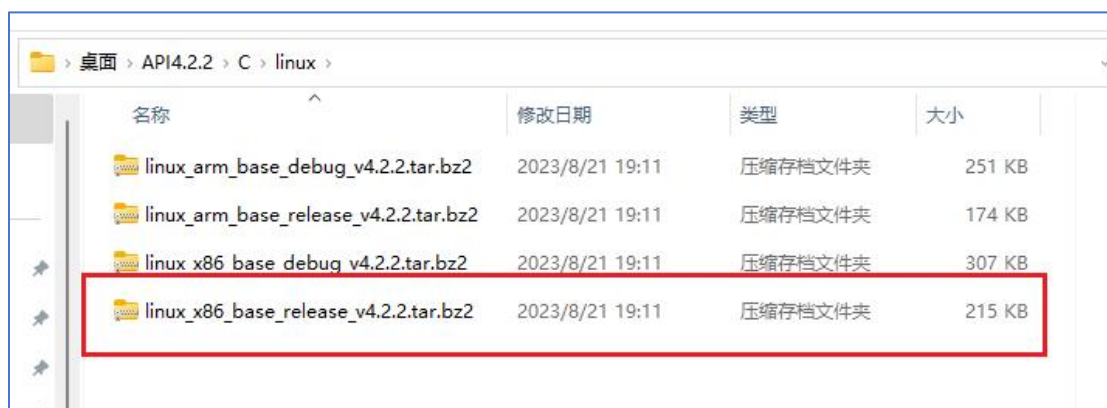 桌面 > API4.2.2 > C > linux >
名称 修改日期 类型 大小
linux_arm_base_debug_v4.2.2.tar.bz2 2023/8/21 19:11 压缩存档文件夹 251 KB
linux_arm_base_release_v4.2.2.tar.bz2 2023/8/21 19:11 压缩存档文件夹 174 KB
linux_x86_base_debug_v4.2.2.tar.bz2 2023/8/21 19:11 压缩存档文件夹 307 KB
linux_x86_base_release_v4.2.2.tar.bz2 2023/8/21 19:11 压缩存档文件夹 215 KB